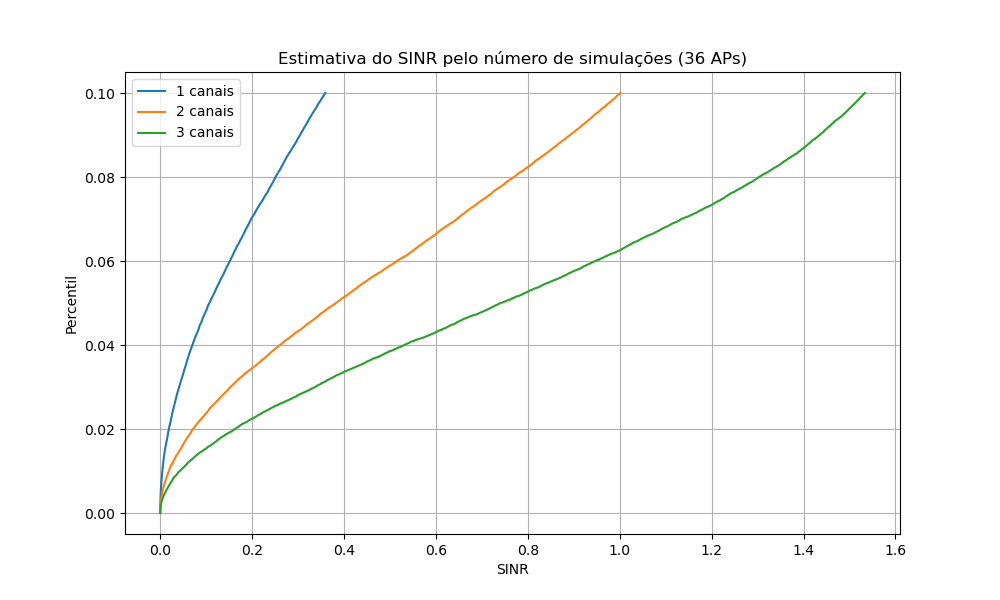 Estimativa do SINR pelo número de simulações (36 APs)
1 canais
2 canais
3 canais
Percentil
0.10
0.08
0.06
0.04
0.02
0.00
0.0 0.2 0.4 0.6 0.8 1.0 1.2 1.4 1.6
SINR